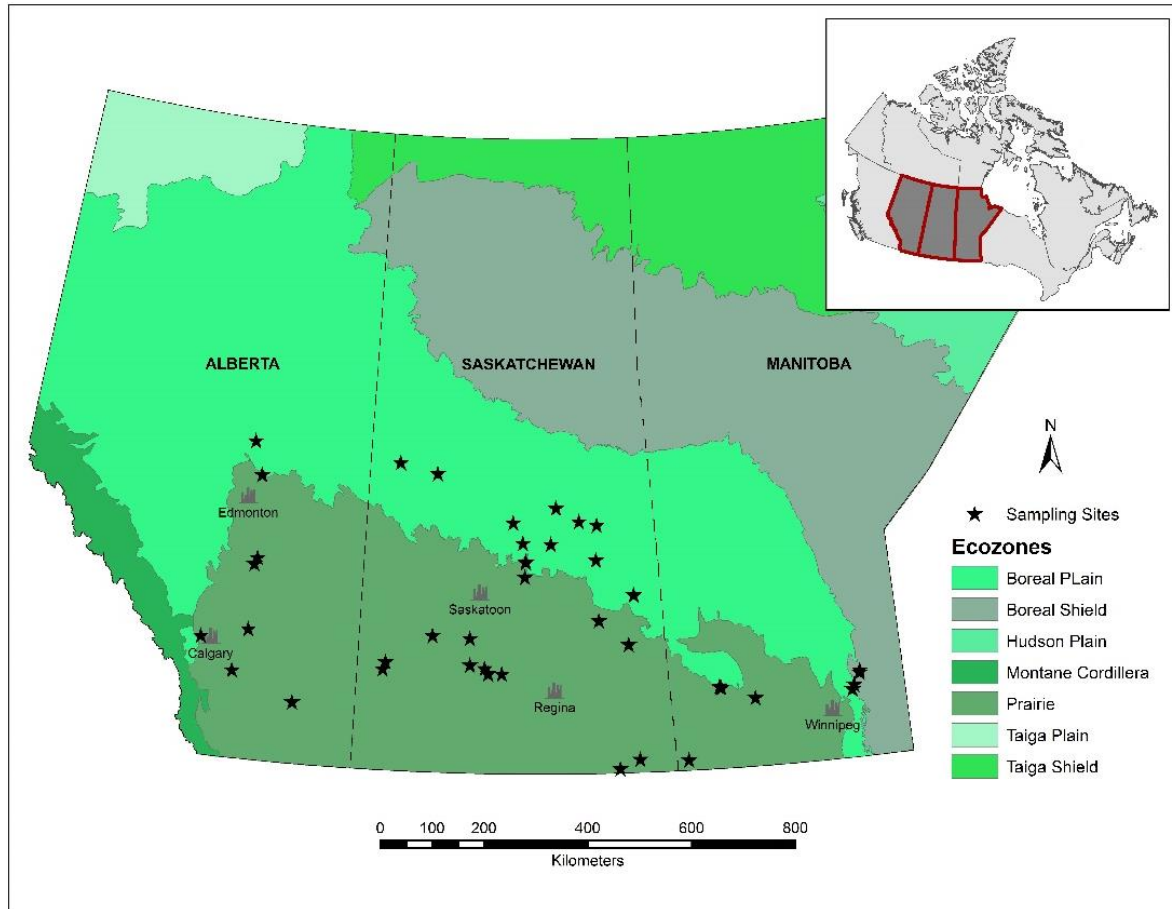 ALBERTA
SASKATCHEWAN
MANITOBA
N
Edmonton
Saskatoon
Calgary
Regina
Winnipeg
Sampling Sites
Ecozones
Boreal PLain
Boreal Shield
Hudson Plain
Montane Cordillera
Prairie
Taiga Plain
Taiga Shield
0 100 200 400 600 800
Kilometers